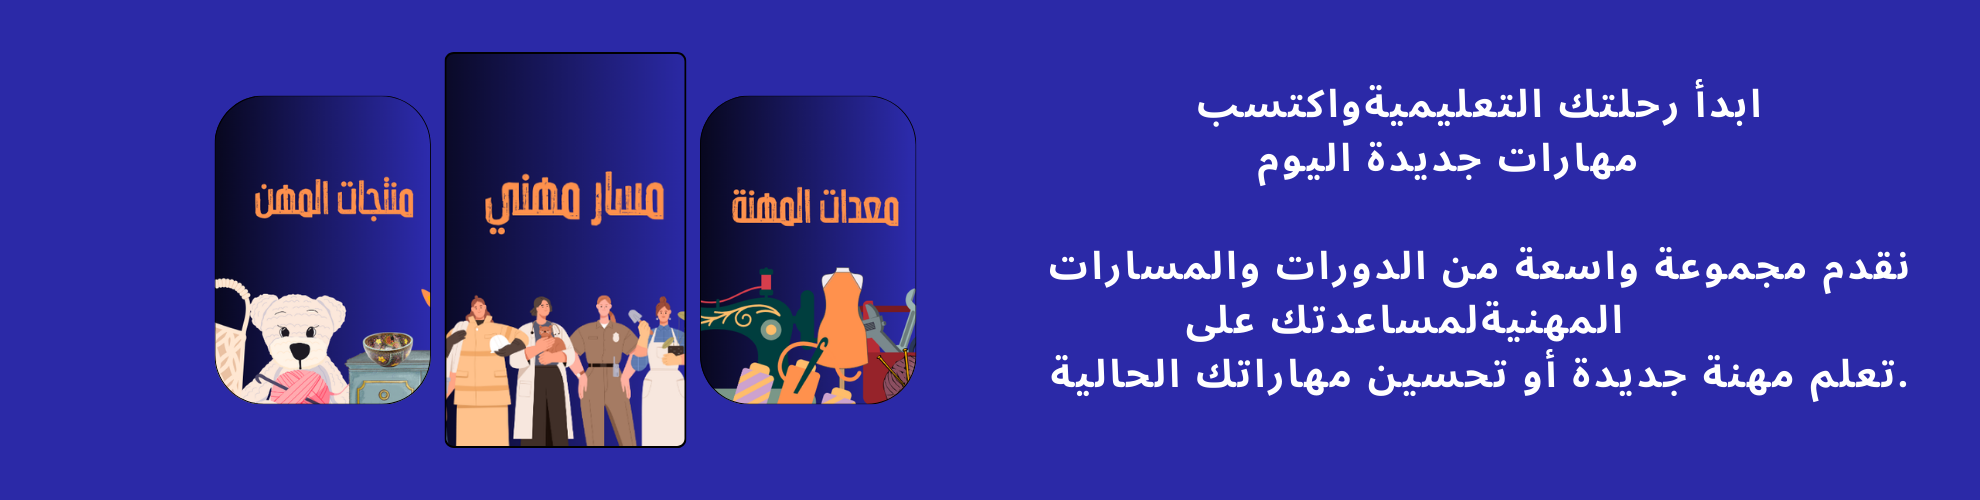 ابدأ رحلتك التعليميةواكتسب
مهارات جديدة اليوم
نقدم مجموعة واسعة من الدورات والمسارات
المهنيةلمساعدتك على
.تعلم مهنة جديدة أو تحسين مهاراتك الحالية
معدات المهنة
مسار مهني
منتجات المهن